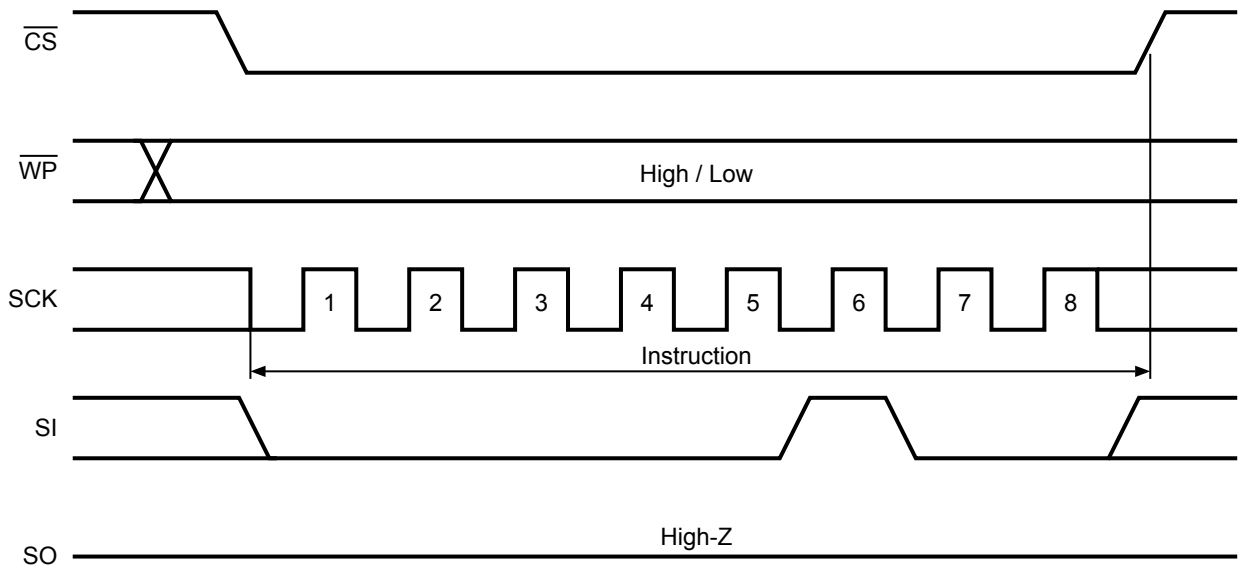 CS
WP
High / Low
SCK
1 2 3 4 5 6 7 8
Instruction
SI
High-Z
SO